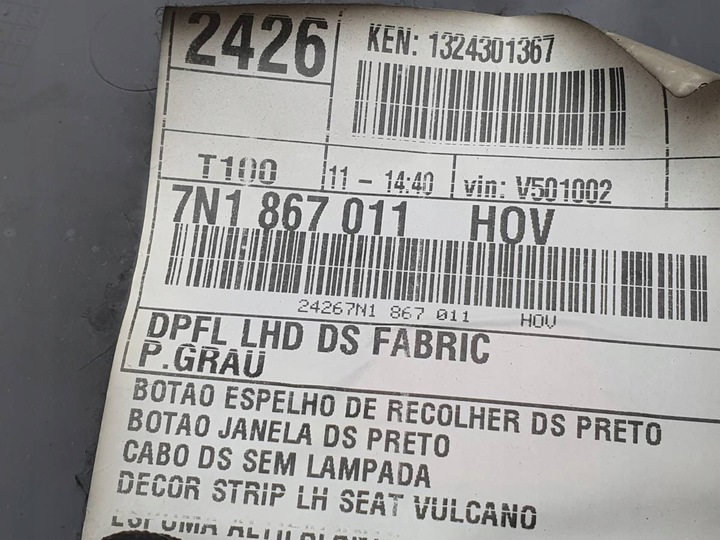 2426
KEN: 1324301367
T100
11 - 14:40
vin: V501002
7N1 867 011 HOV
24267N1 867 011 HOV
DPFL LHD DS FABRIC
P.GRAU
BOTAO ESPELHO DE RECOLHER DS PRETO
BOTAO JANELA DS PRETO
CABO DS SEM LAMPADA
DECOR STRIP LH SEAT VULCANO
ESPUMA